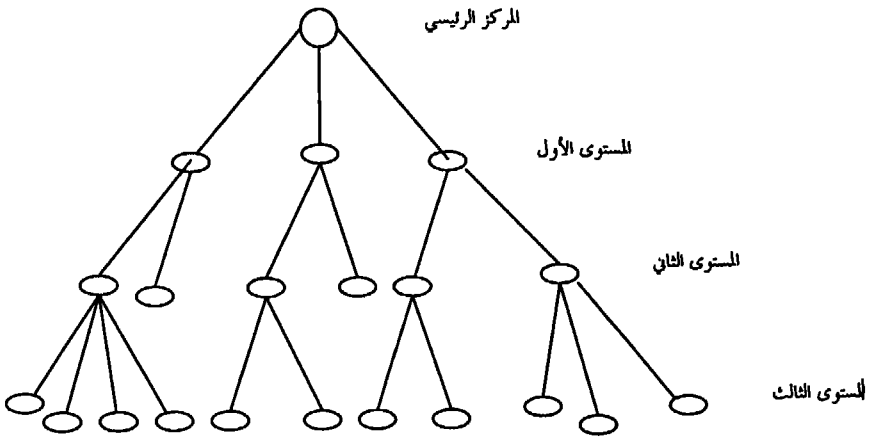 المركز الرئيسي
المستوى الأول
المستوى الثاني
المستوى الثالث